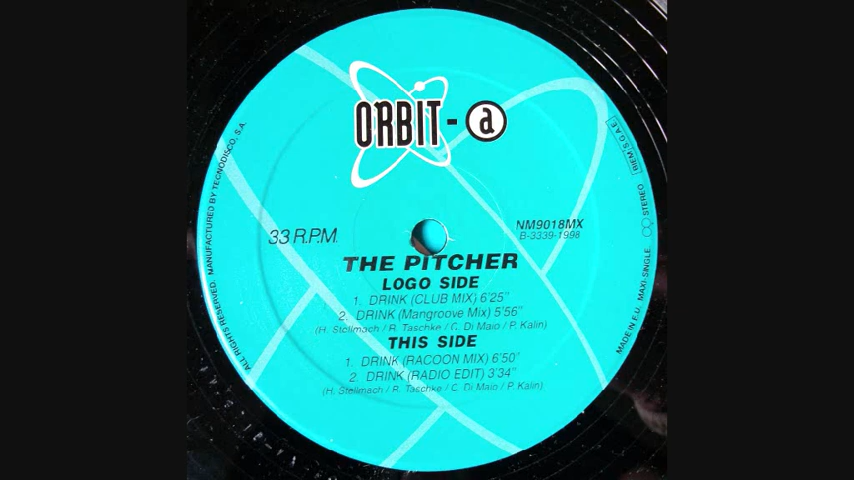 ORBIT-a
33 R.P.M.
NM9018MX
B-3339-1998
THE PITCHER
LOGO SIDE
1. DRINK (CLUB MIX) 6'25"
2. DRINK (Mangroove Mix) 5'56"
(H. Stellmach / R. Taschke / C. Di Maio / P. Kalin)
THIS SIDE
1. DRINK (RACOON MIX) 6'50"
2. DRINK (RADIO EDIT) 3'34"
(H. Stellmach / R. Taschke / C. Di Maio / P. Kalin)
ALL RIGHTS RESERVED. MANUFACTURED BY TECNODISCO, S.A.
BIEM S.G.A.E.
MADE IN E.U. MAXI-SINGLE. STEREO